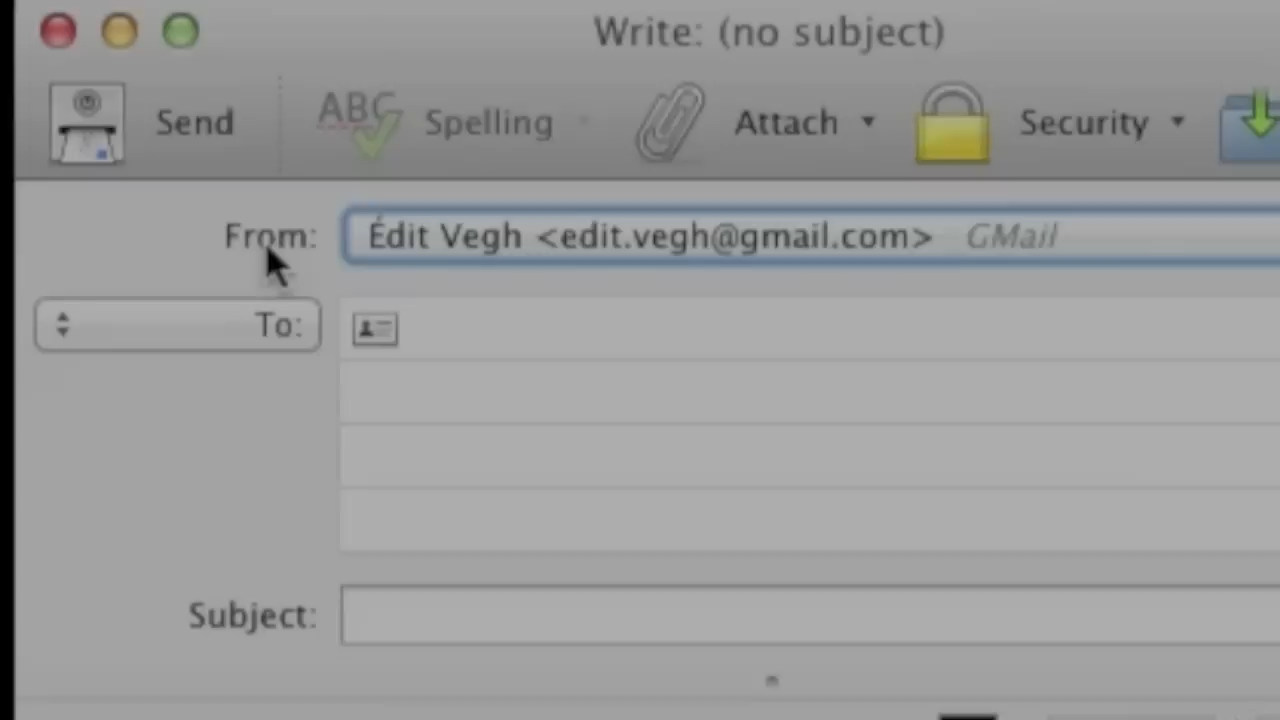 Write: (no subject)
Send ABC Spelling Attach Security
From: Édit Vegh <edit.vegh@gmail.com> GMail
To:
Subject: